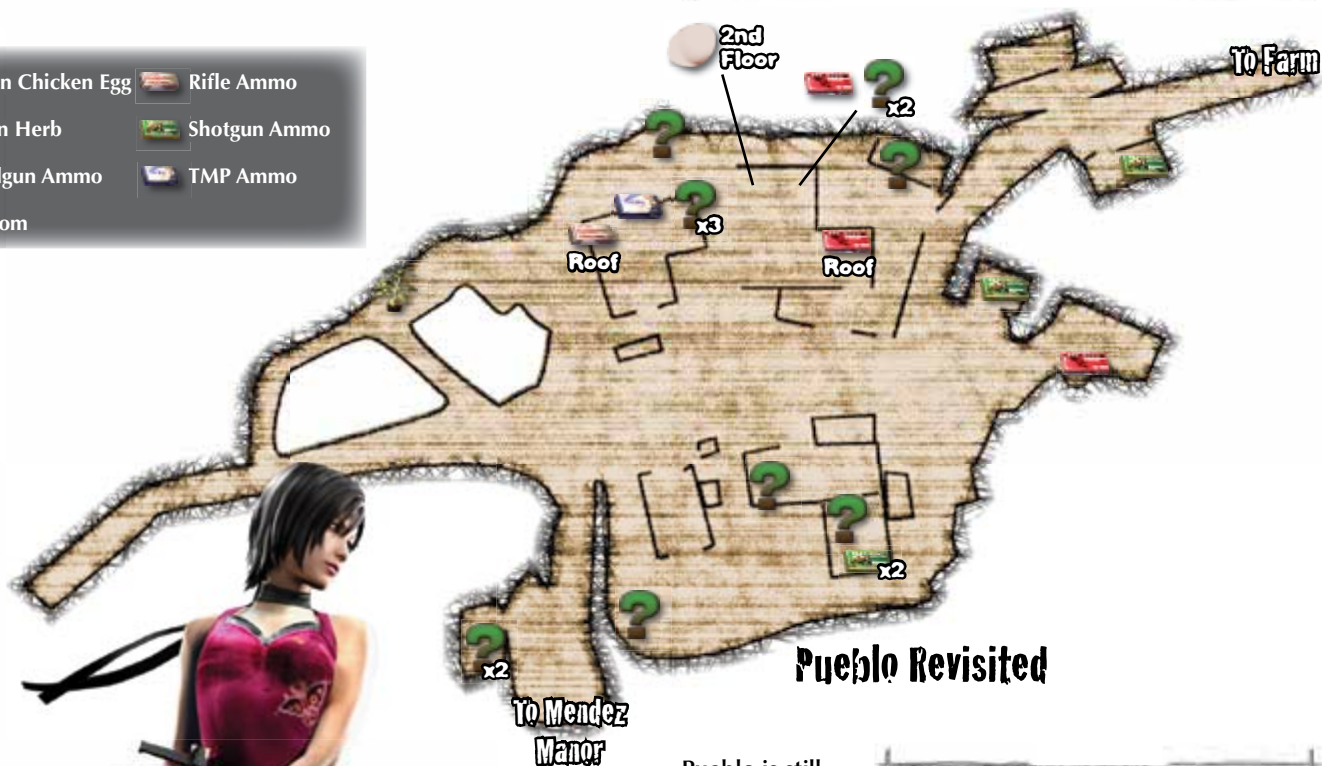 n Chicken Egg Rifle Ammo
n Herb Shotgun Ammo
gun Ammo TMP Ammo
om
2nd
Floor
x2
To Farm
x3
Roof
Roof
x2
x2
Pueblo Revisited
To Mendez
Manor
Pueblo is still